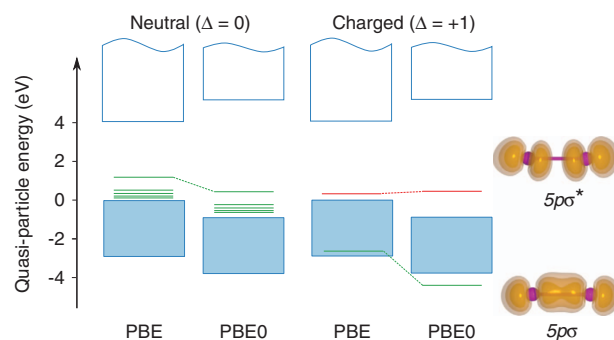 Neutral (Δ = 0)
Charged (Δ = +1)
Quasi-particle energy (eV)
4
2
0
-2
-4
PBE
PBE0
PBE
PBE0
5pσ*
5pσ